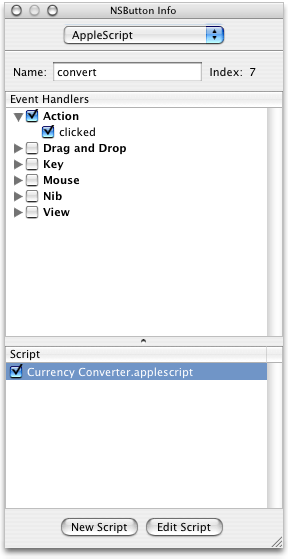 NSButton Info
AppleScript
Name: convert Index: 7
Event Handlers
Action
clicked
Drag and Drop
Key
Mouse
Nib
View
Script
Currency Converter.applescript
New Script Edit Script